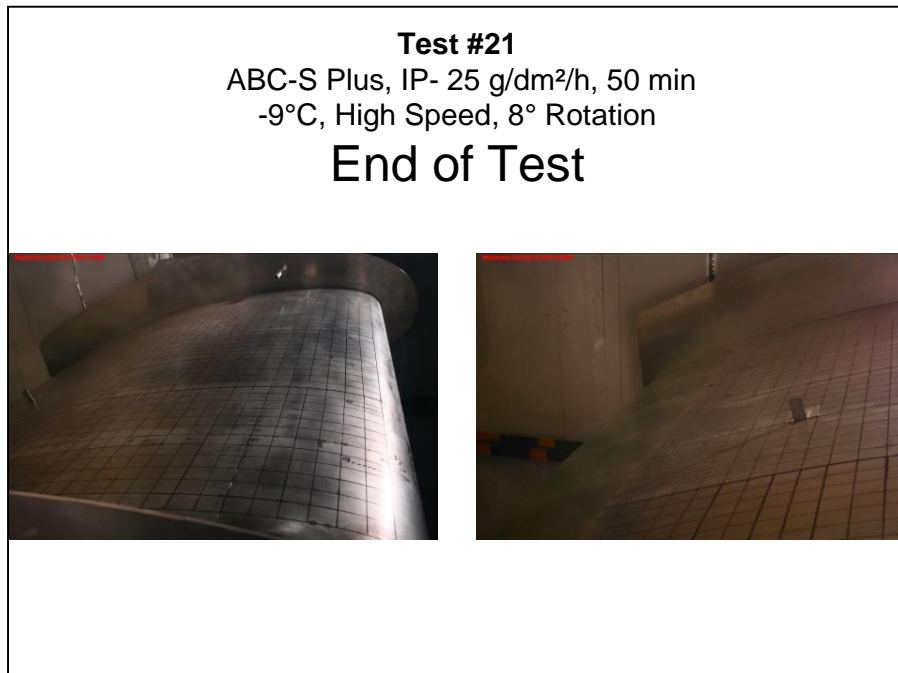 Test #21
ABC-S Plus, IP- 25 g/dm²/h, 50 min
-9°C, High Speed, 8° Rotation
End of Test